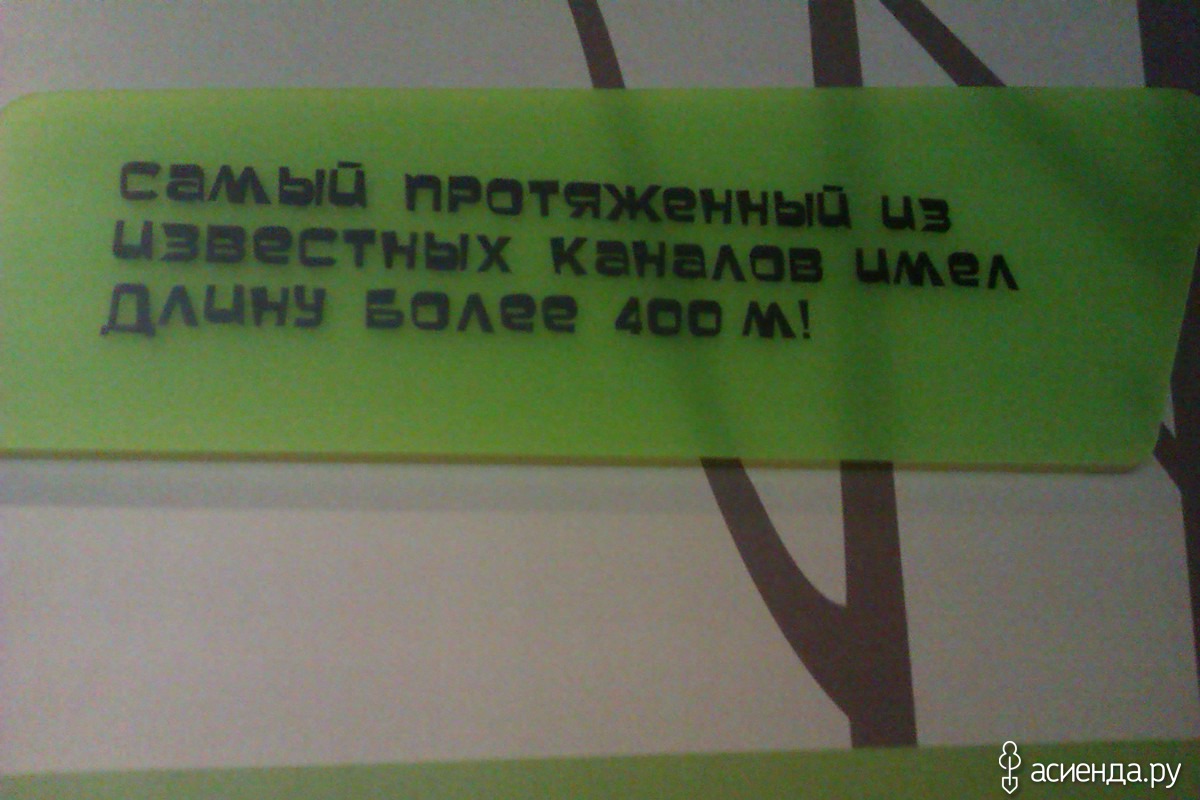 Самый протяженный из
известных каналов имел
длину более 400 м!
асиенда.ру